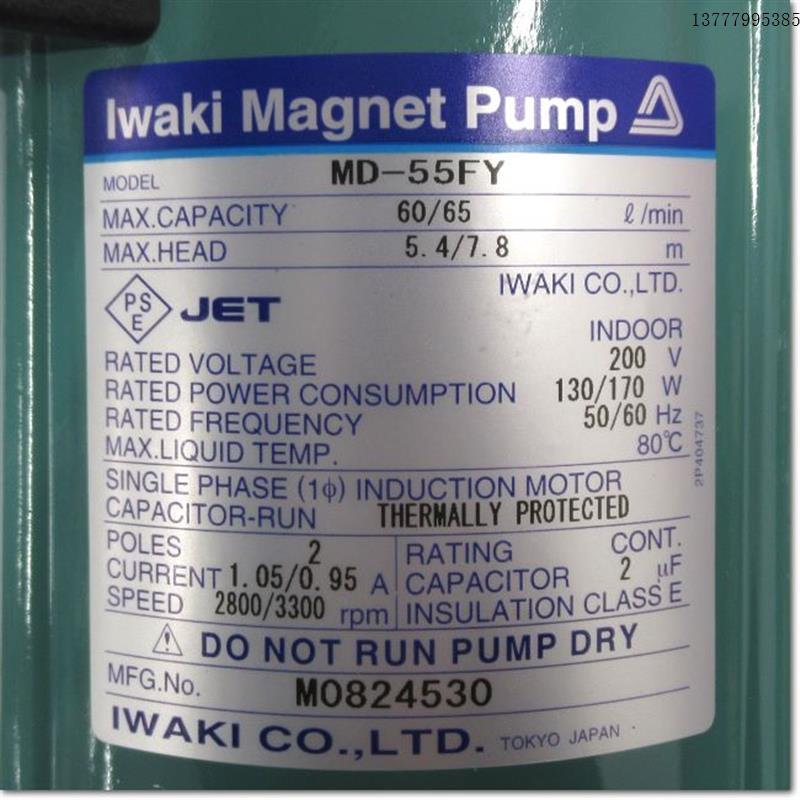 13777995385
Iwaki Magnet Pump
MODEL MD-55FY
MAX.CAPACITY 60/65 ℓ/min
MAX.HEAD 5.4/7.8 m
IWAKI CO.,LTD.
PS
E
JET
INDOOR
RATED VOLTAGE 200 V
RATED POWER CONSUMPTION 130/170 W
RATED FREQUENCY 50/60 Hz
MAX.LIQUID TEMP. 80℃
2P404737
SINGLE PHASE (1ϕ) INDUCTION MOTOR
CAPACITOR-RUN THERMALLY PROTECTED
POLES 2 RATING CONT.
CURRENT 1.05/0.95 A CAPACITOR 2 μF
SPEED 2800/3300 rpm INSULATION CLASS E
DO NOT RUN PUMP DRY
MFG.No. M0824530
IWAKI CO.,LTD. TOKYO JAPAN